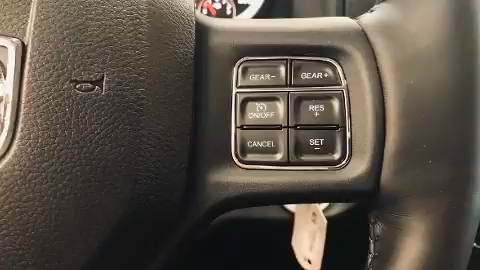 GEAR- GEAR+
ON/OFF RES +
CANCEL SET -